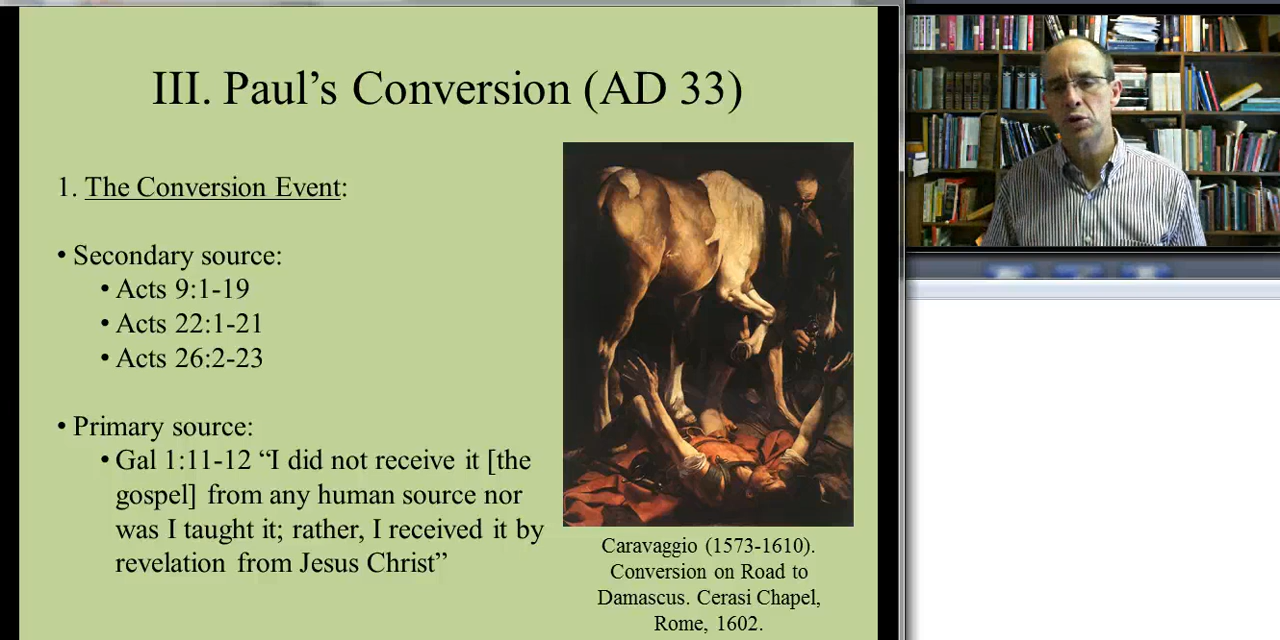 III. Paul's Conversion (AD 33)
1. The Conversion Event:
• Secondary source:
• Acts 9:1-19
• Acts 22:1-21
• Acts 26:2-23
• Primary source:
• Gal 1:11-12 “I did not receive it [the
gospel] from any human source nor
was I taught it; rather, I received it by
revelation from Jesus Christ”
Caravaggio (1573-1610).
Conversion on Road to
Damascus. Cerasi Chapel,
Rome, 1602.